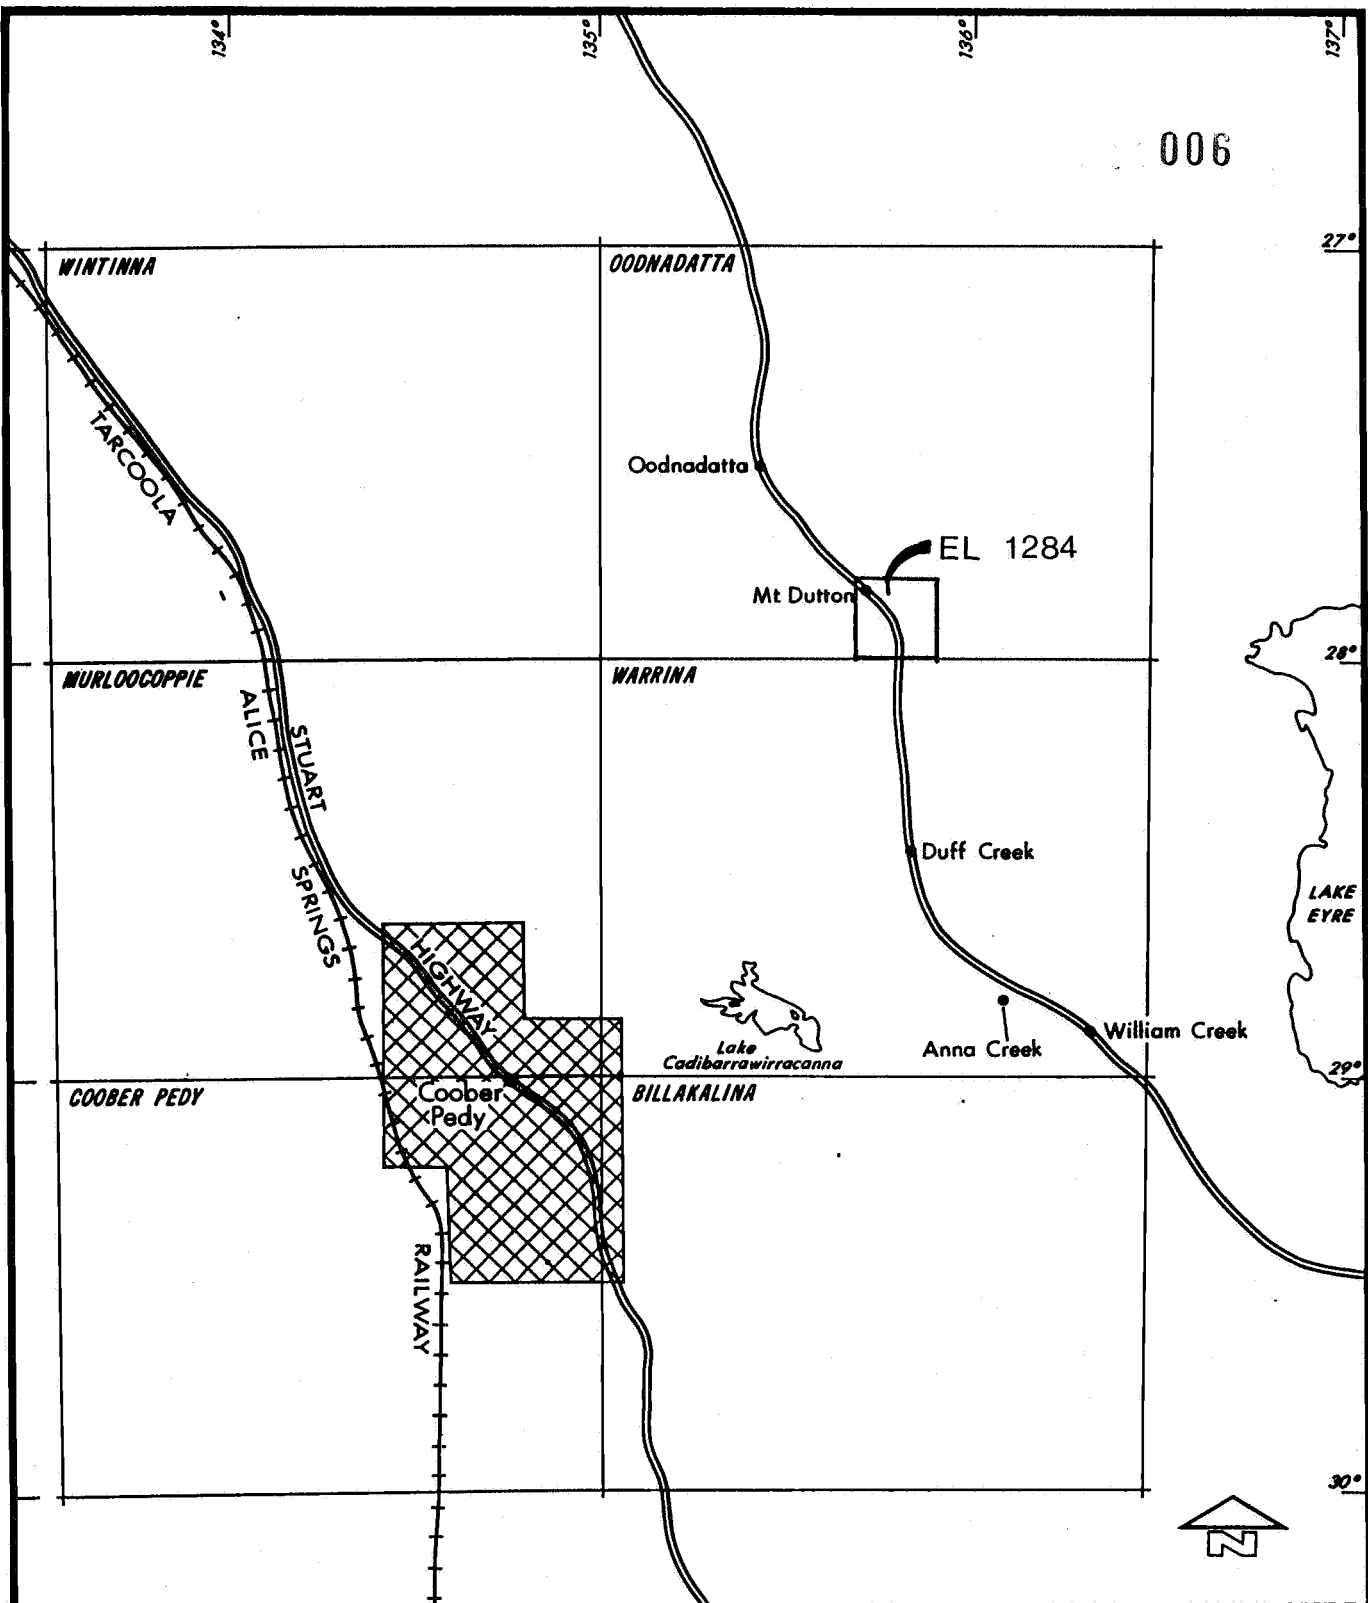 134°
135°
136°
137°
006
27°
WINTINNA
OODNADATTA
TARCOOLA
Oodnadatta
EL 1284
Mt Dutton
28°
MURLOOCOPPIE
WARRINA
ALICE
STUART
Duff Creek
SPRINGS
LAKE
EYRE
HIGHWAY
William Creek
Anna Creek
Lake
Cadibarrawirracanna
29°
COOBER PEDY
Coober
Pedy
BILLAKALINA
RAILWAY
30°
N